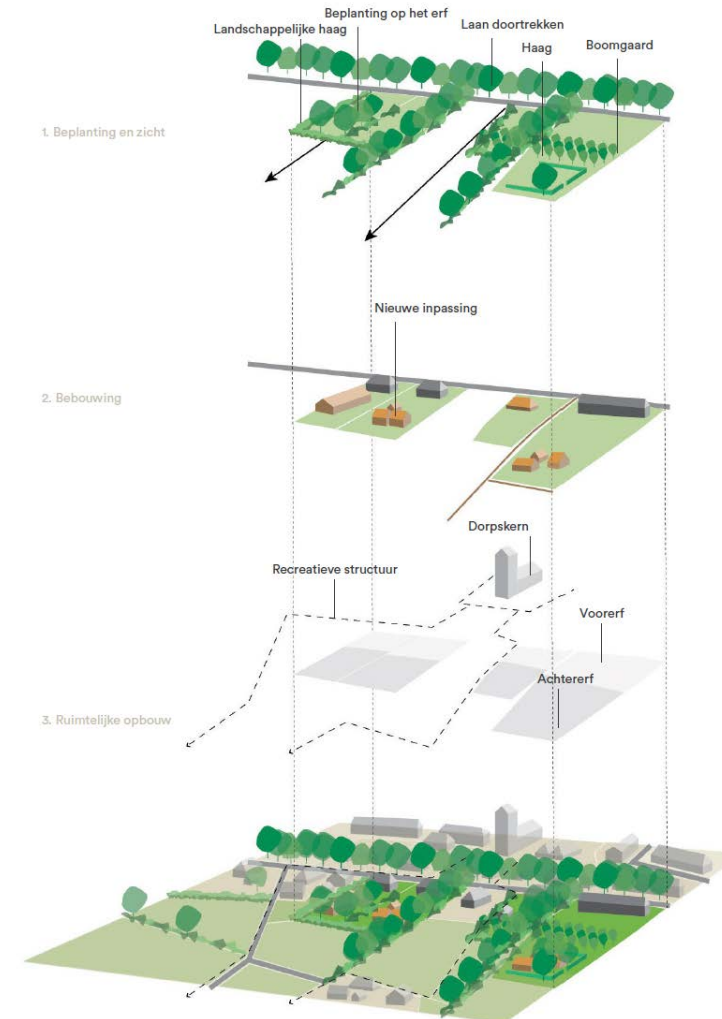 Beplanting op het erf
Landschappelijke haag
Laan doortrekken
Haag
Boomgaard
1. Beplanting en zicht
Nieuwe inpassing
2. Bebouwing
Dorpskern
Recreatieve structuur
Voorerf
Achtererf
3. Ruimtelijke opbouw